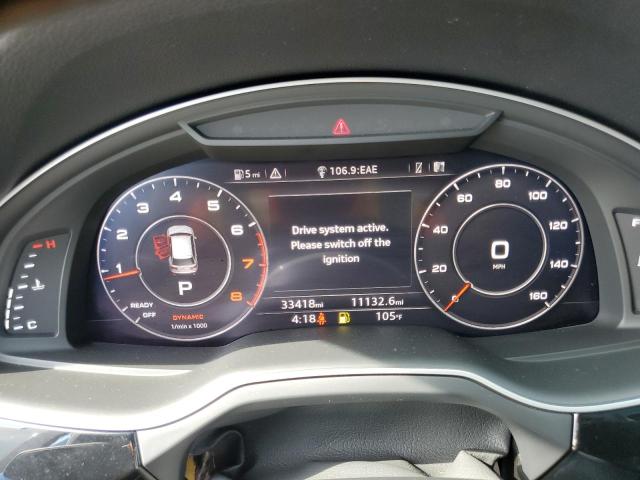 5 mi
106.9:EAE
1 2 3 4 5 6 7 8
READY
OFF
P
DYNAMIC
1/min x 1000
Drive system active.
Please switch off the
ignition
33418mi
11132.6mi
4:18
105°F
20 40 60 80 100 120 140 160
0
MPH
H
C
F